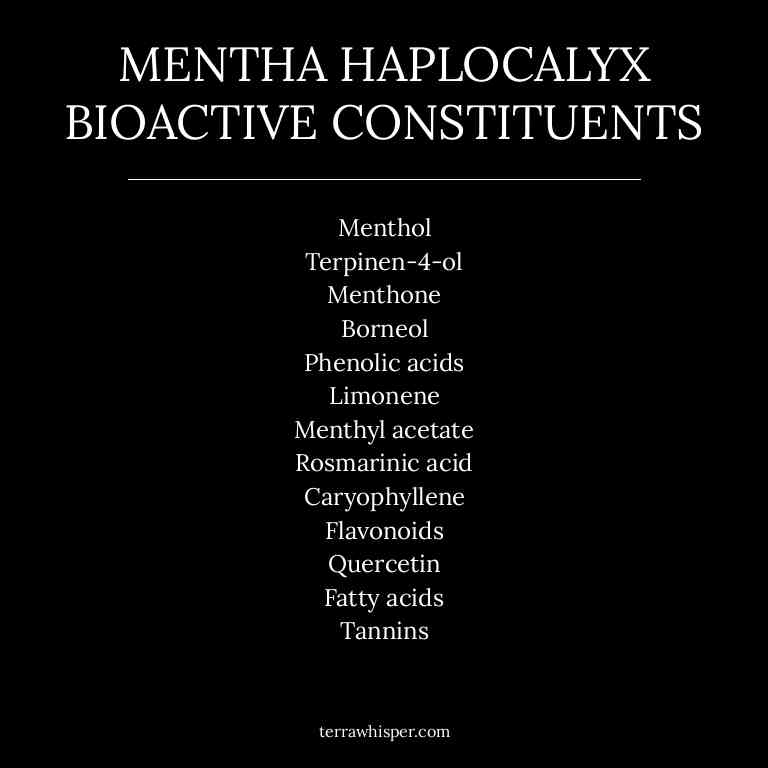 MENTHA HAPLOCALYX
BIOACTIVE CONSTITUENTS
Menthol
Terpinen-4-ol
Menthone
Borneol
Phenolic acids
Limonene
Menthyl acetate
Rosmarinic acid
Caryophyllene
Flavonoids
Quercetin
Fatty acids
Tannins
terrawhisper.com